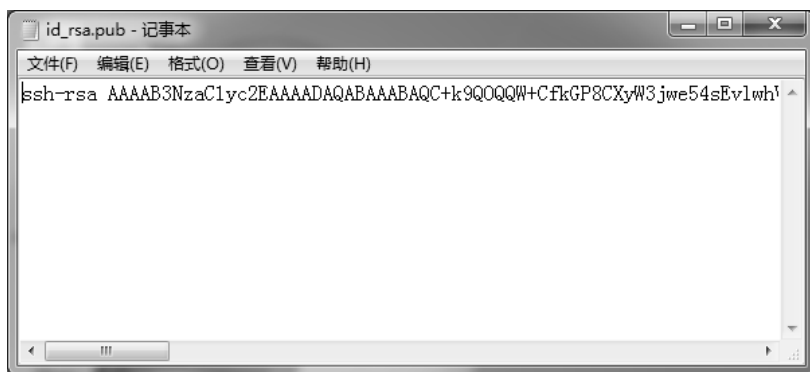 id_rsa.pub - 记事本
文件(F) 编辑(E) 格式(O) 查看(V) 帮助(H)
ssh-rsa AAAAB3NzaC1yc2EAAAADAQABAAABAQC+k9QOQQW+CfkGP8CXyW3jwe54sEvlwh